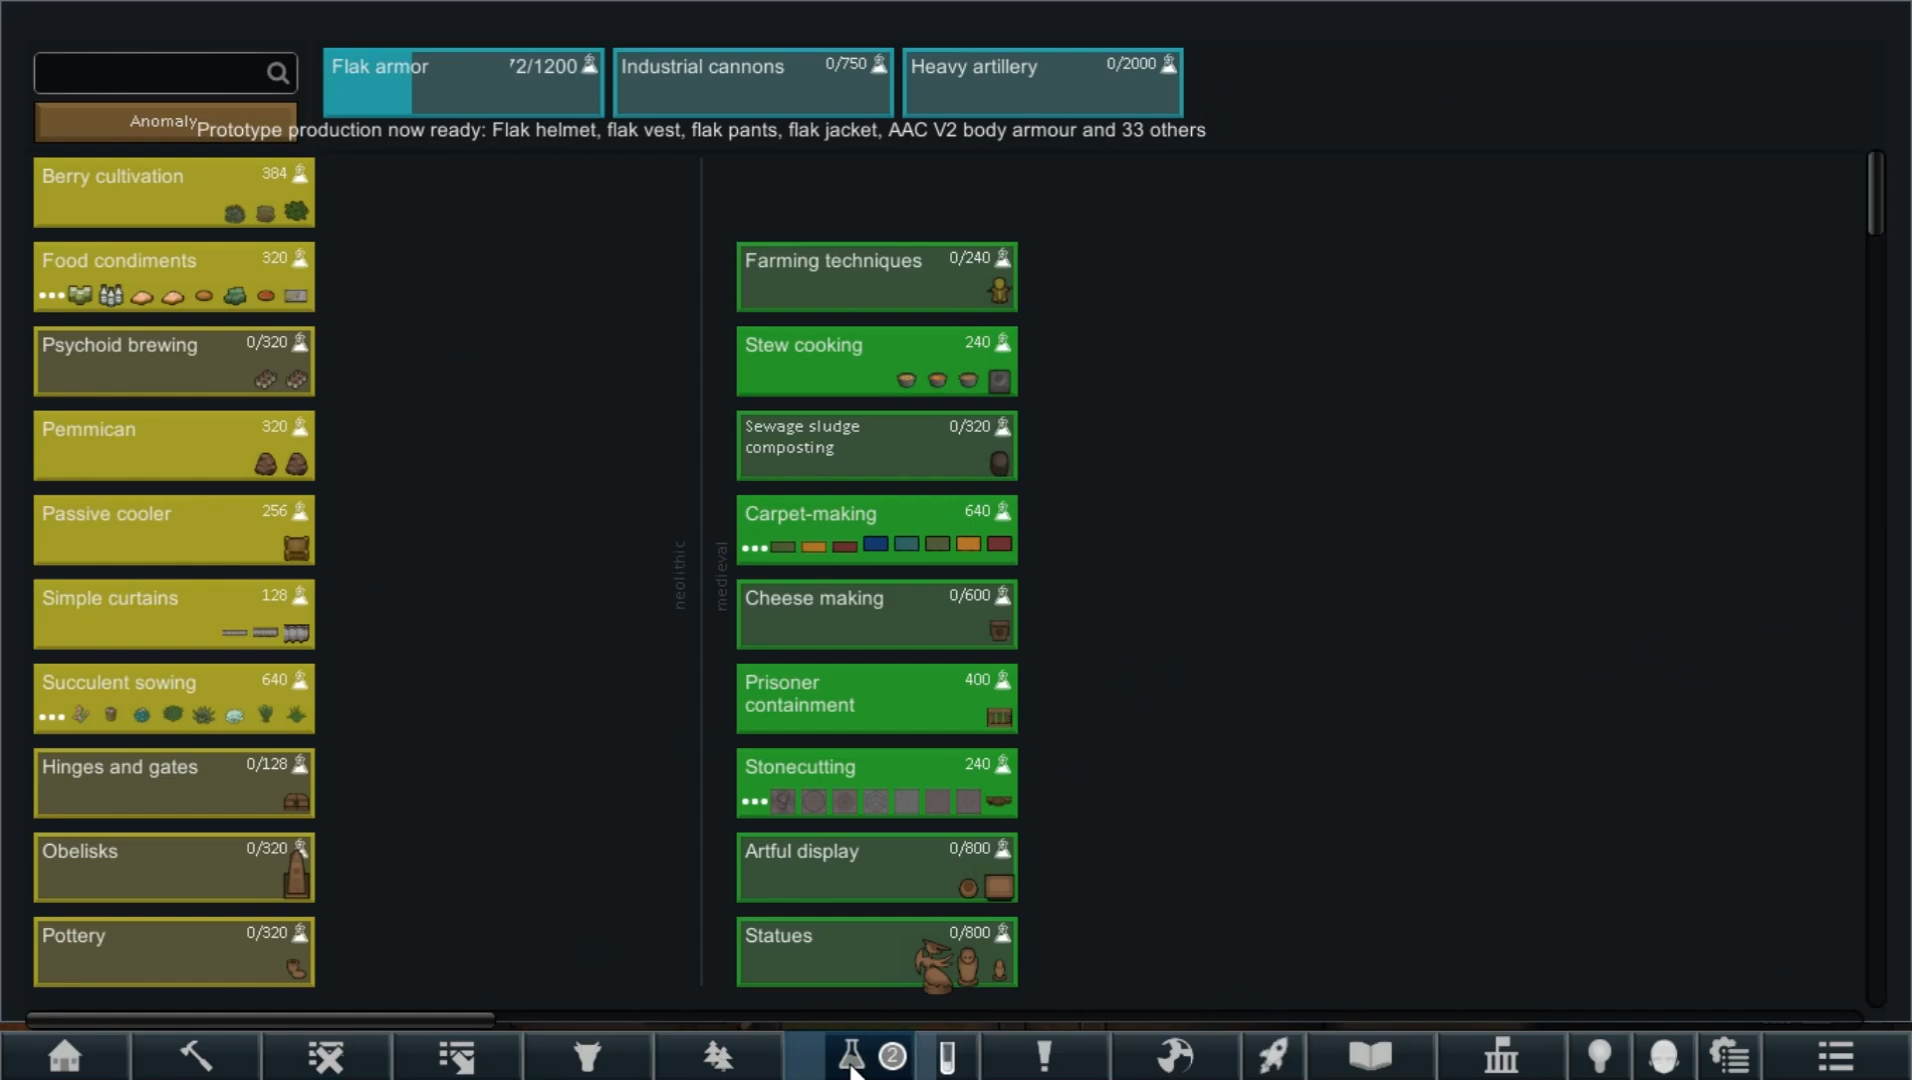 Flak armor
72/1200
Industrial cannons
0/750
Heavy artillery
0/2000
Anomaly
Prototype production now ready: Flak helmet, flak vest, flak pants, flak jacket, AAC V2 body armour and 33 others
Berry cultivation
384
Food condiments
320
Psychoid brewing
0/320
Pemmican
320
Passive cooler
256
Simple curtains
128
Succulent sowing
640
Hinges and gates
0/128
Obelisks
0/320
Pottery
0/320
neolithic
medieval
Farming techniques
0/240
Stew cooking
240
Sewage sludge
composting
0/320
Carpet-making
640
Cheese making
0/600
Prisoner
containment
400
Stonecutting
240
Artful display
0/800
Statues
0/800
2